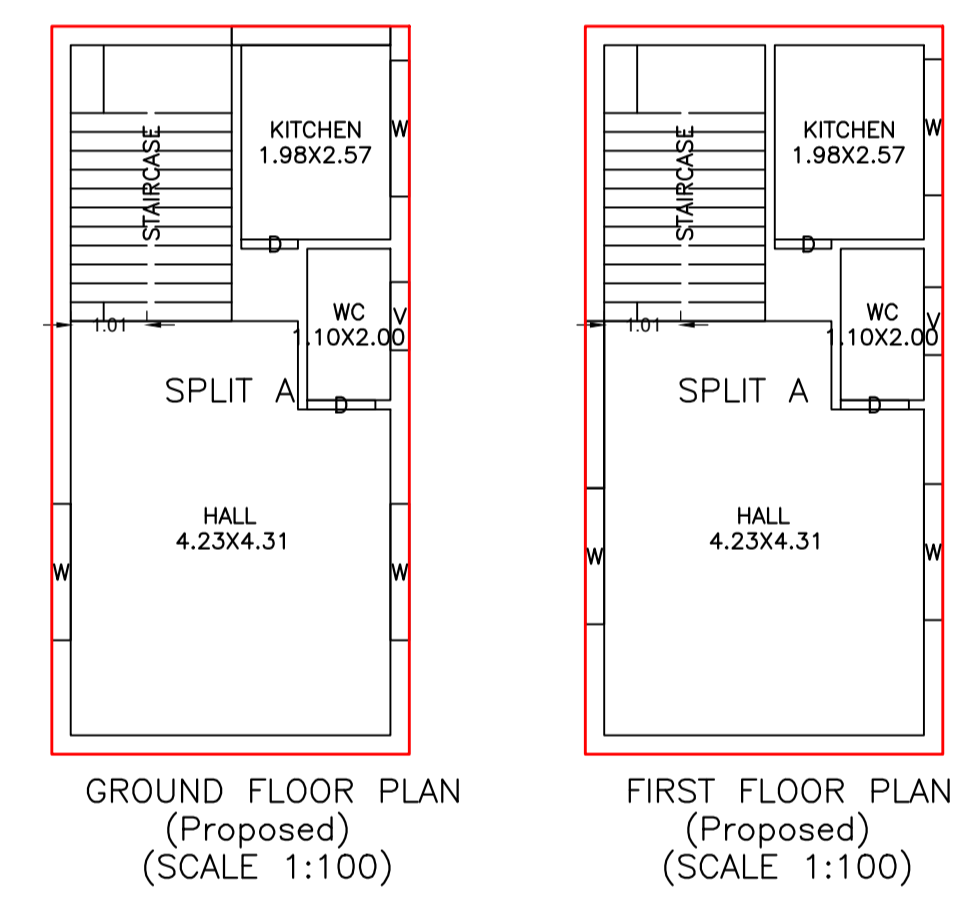 STAIRCASE
KITCHEN
1.98X2.57
W
D
WC
1.10X2.00
V
1.01
SPLIT A
D
HALL
4.23X4.31
W
W
GROUND FLOOR PLAN
(Proposed)
(SCALE 1:100)
STAIRCASE
KITCHEN
1.98X2.57
W
D
WC
1.10X2.00
V
1.01
SPLIT A
D
HALL
4.23X4.31
W
W
FIRST FLOOR PLAN
(Proposed)
(SCALE 1:100)